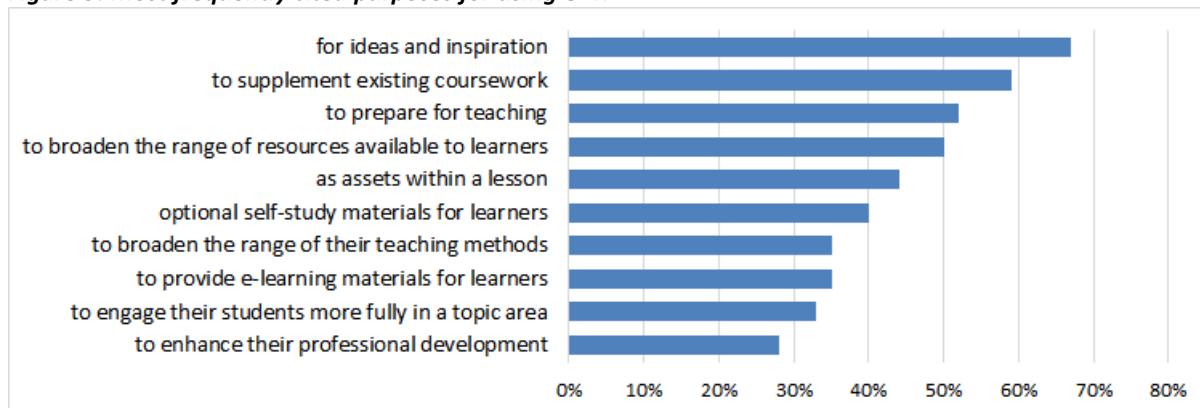 for ideas and inspiration
to supplement existing coursework
to prepare for teaching
to broaden the range of resources available to learners
as assets within a lesson
optional self-study materials for learners
to broaden the range of their teaching methods
to provide e-learning materials for learners
to engage their students more fully in a topic area
to enhance their professional development
0% 10% 20% 30% 40% 50% 60% 70% 80%